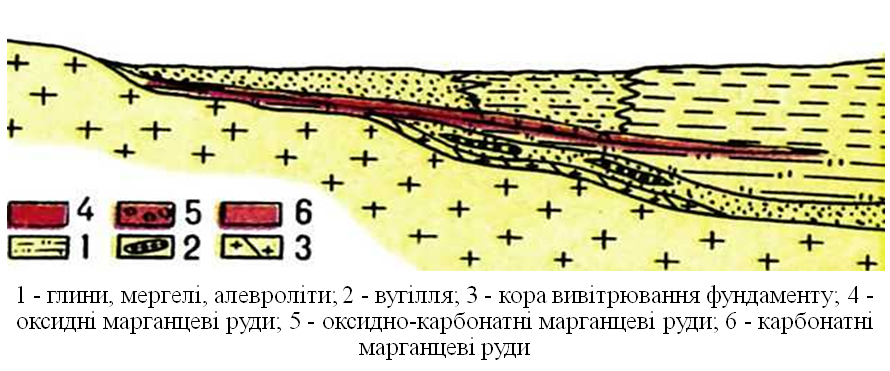 4 5 6
1 2 3
1 - глини, мергелі, алевроліти; 2 - вугілля; 3 - кора вивітрювання фундаменту; 4 -
оксидні марганцеві руди; 5 - оксидно-карбонатні марганцеві руди; 6 - карбонатні
марганцеві руди